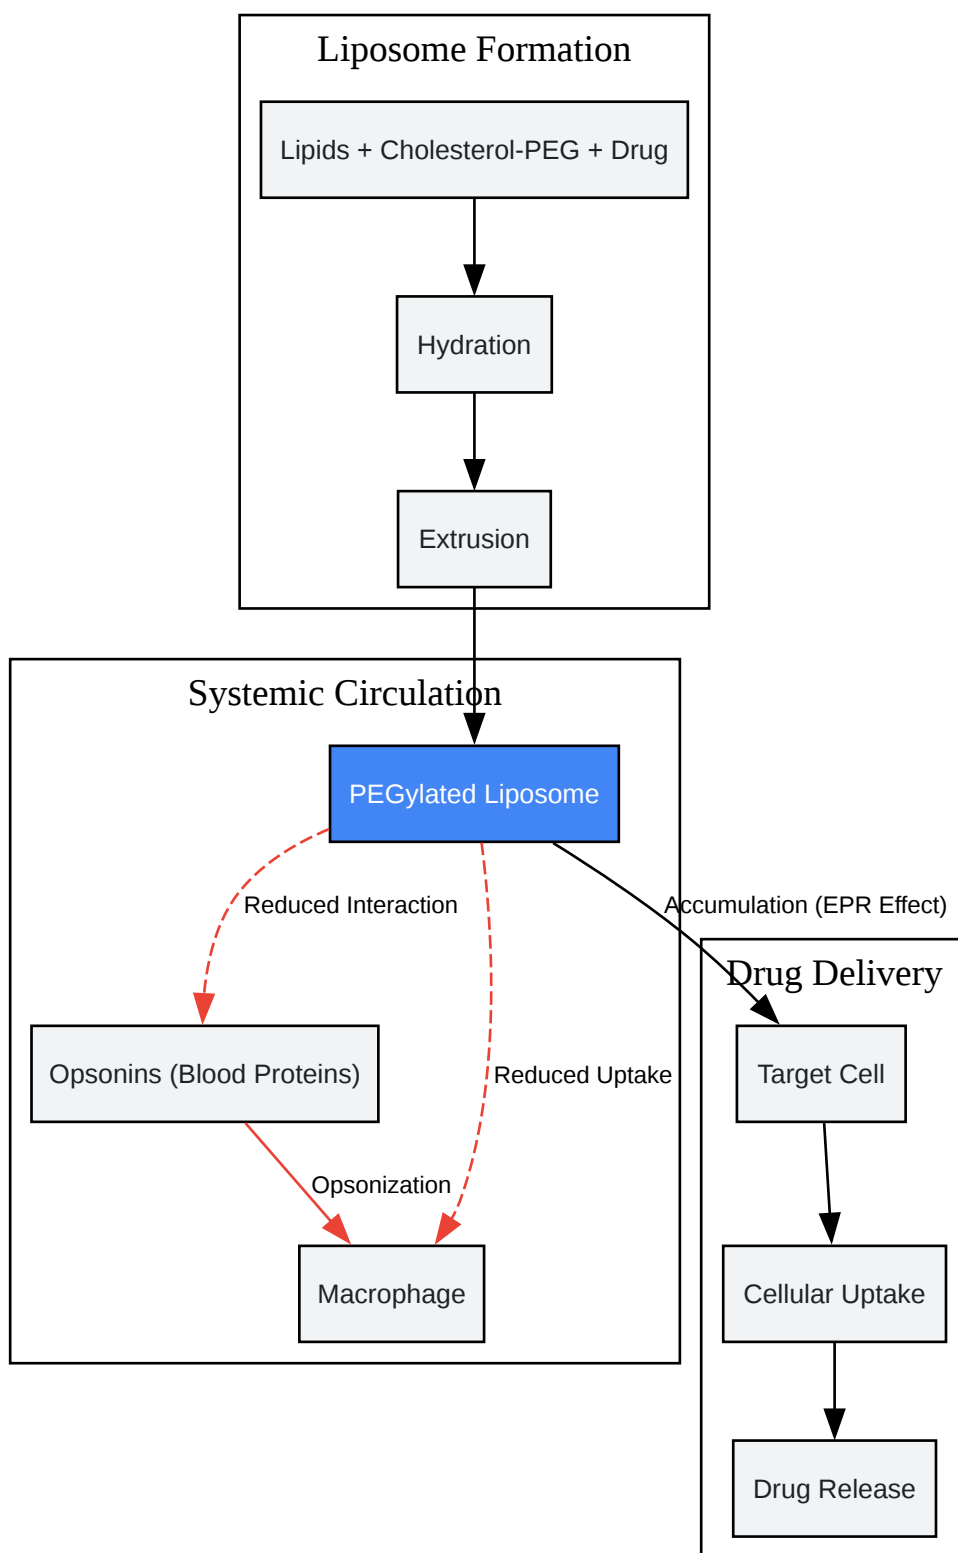 Liposome Formation
Lipids + Cholesterol-PEG + Drug
Hydration
Extrusion
Systemic Circulation
PEGylated Liposome
Reduced Interaction
Accumulation (EPR Effect)
Drug Delivery
Opsonins (Blood Proteins)
Reduced Uptake
Target Cell
Opsonization
Macrophage
Cellular Uptake
Drug Release